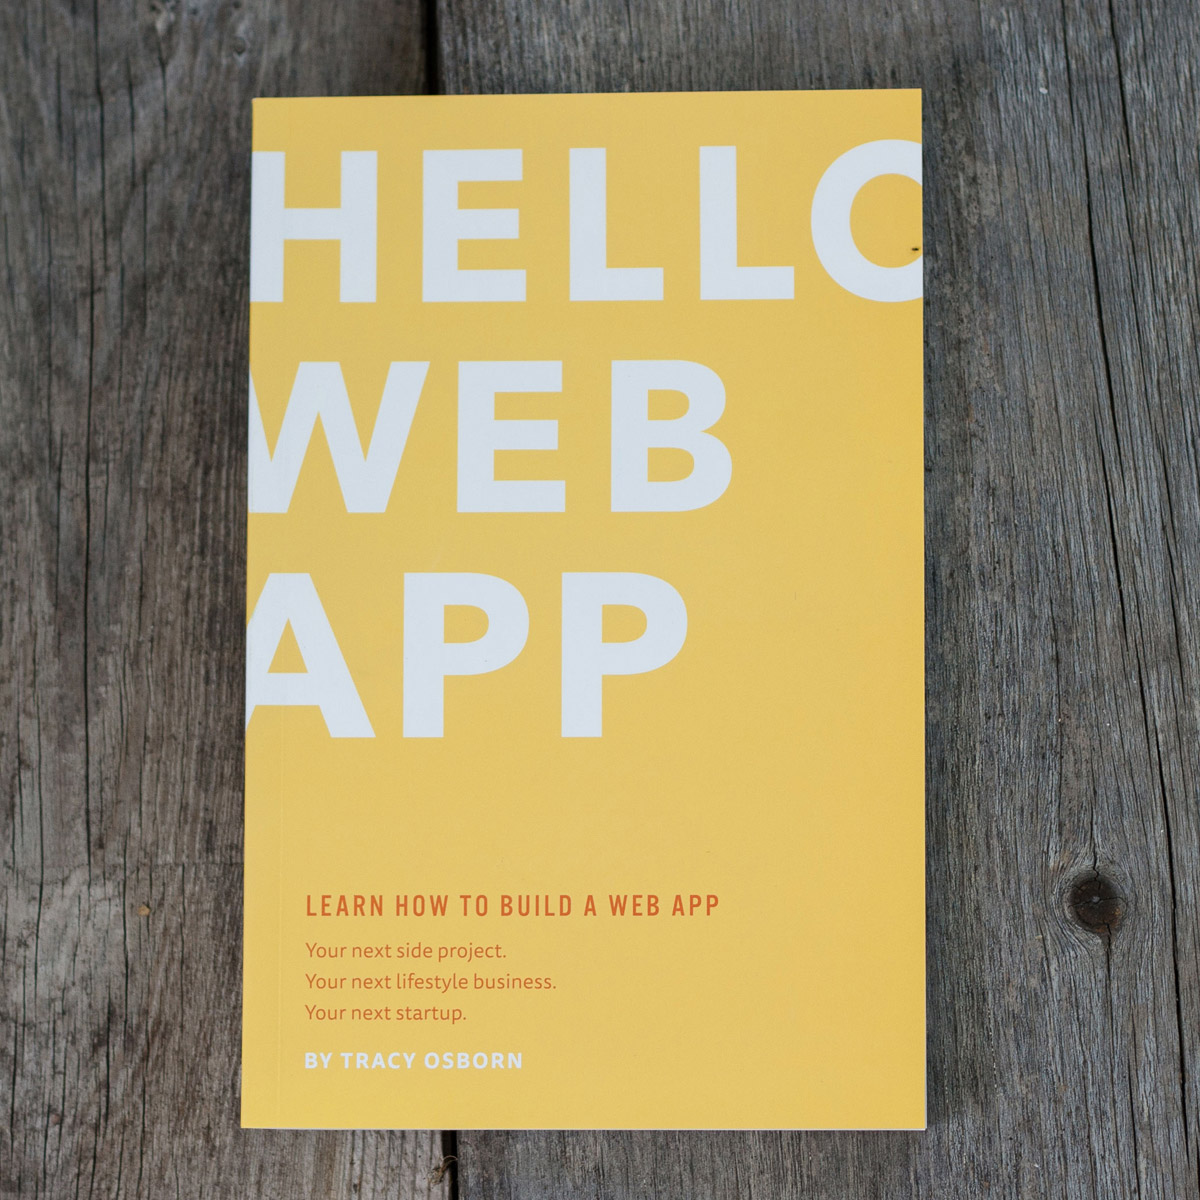 HELLO
WEB
APP
LEARN HOW TO BUILD A WEB APP
Your next side project.
Your next lifestyle business.
Your next startup.
BY TRACY OSBORN